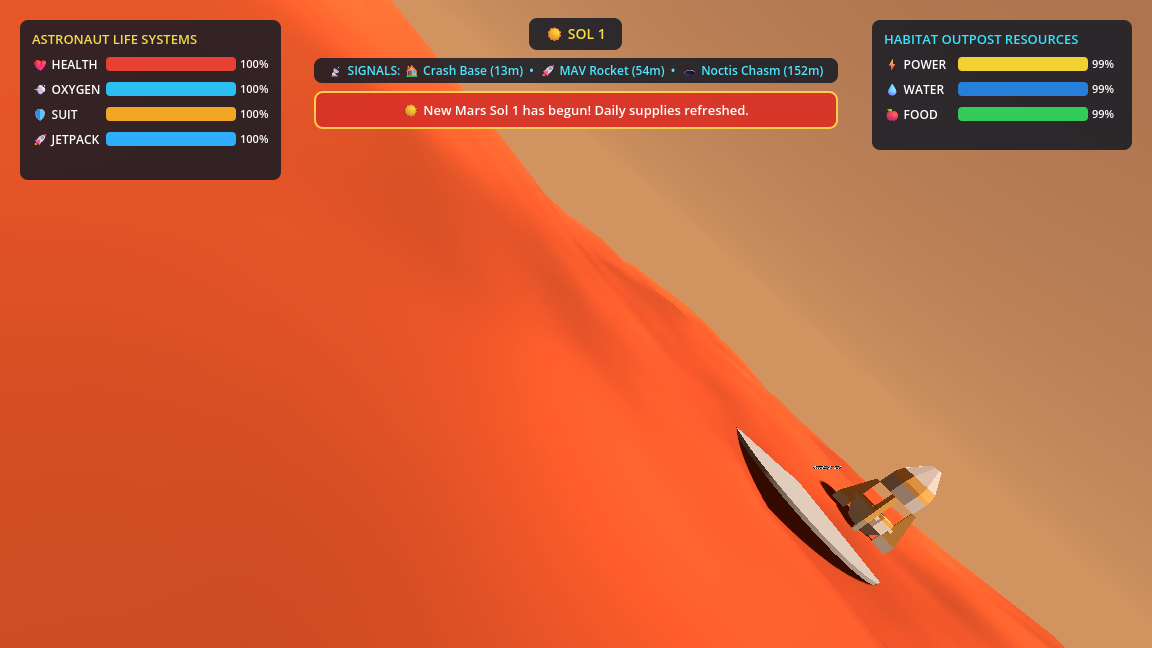 ASTRONAUT LIFE SYSTEMS
HEALTH 100%
OXYGEN 100%
SUIT 100%
JETPACK 100%
SOL 1
SIGNALS: Crash Base (13m) • MAV Rocket (54m) • Noctis Chasm (152m)
New Mars Sol 1 has begun! Daily supplies refreshed.
HABITAT OUTPOST RESOURCES
POWER 99%
WATER 99%
FOOD 99%